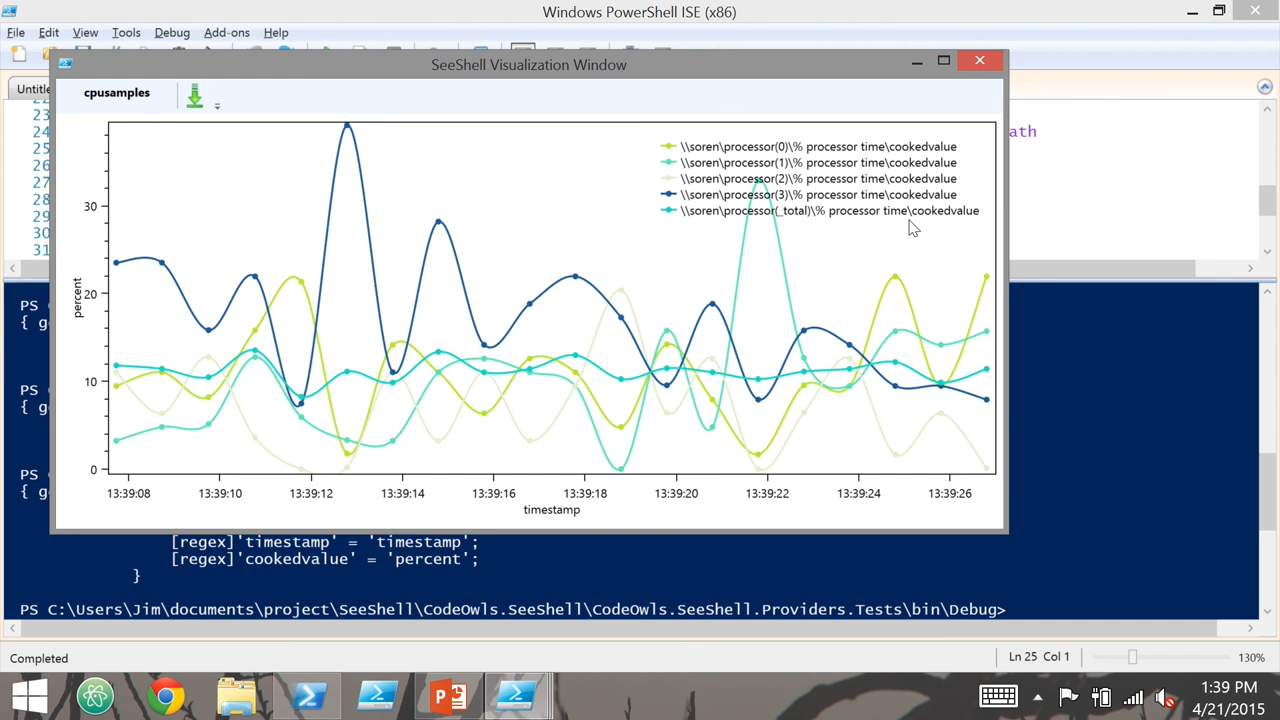 Windows PowerShell ISE (x86)
File Edit View Tools Debug Add-ons Help
SeeShell Visualization Window
cpusamples
\\soren\processor(0)\% processor time\cookedvalue
\\soren\processor(1)\% processor time\cookedvalue
\\soren\processor(2)\% processor time\cookedvalue
\\soren\processor(3)\% processor time\cookedvalue
\\soren\processor(_total)\% processor time\cookedvalue
percent
30
20
10
0
13:39:08 13:39:10 13:39:12 13:39:14 13:39:16 13:39:18 13:39:20 13:39:22 13:39:24 13:39:26
timestamp
23
24 ath
25
26
27
28
29
30
31
PS
{
PS
{
PS
{
[regex]'timestamp' = 'timestamp';
[regex]'cookedvalue' = 'percent';
}
PS C:\Users\Jim\documents\project\SeeShell\CodeOwls.SeeShell\CodeOwls.SeeShell.Providers.Tests\bin\Debug>
Completed Ln 25 Col 1 130%
1:39 PM
4/21/2015